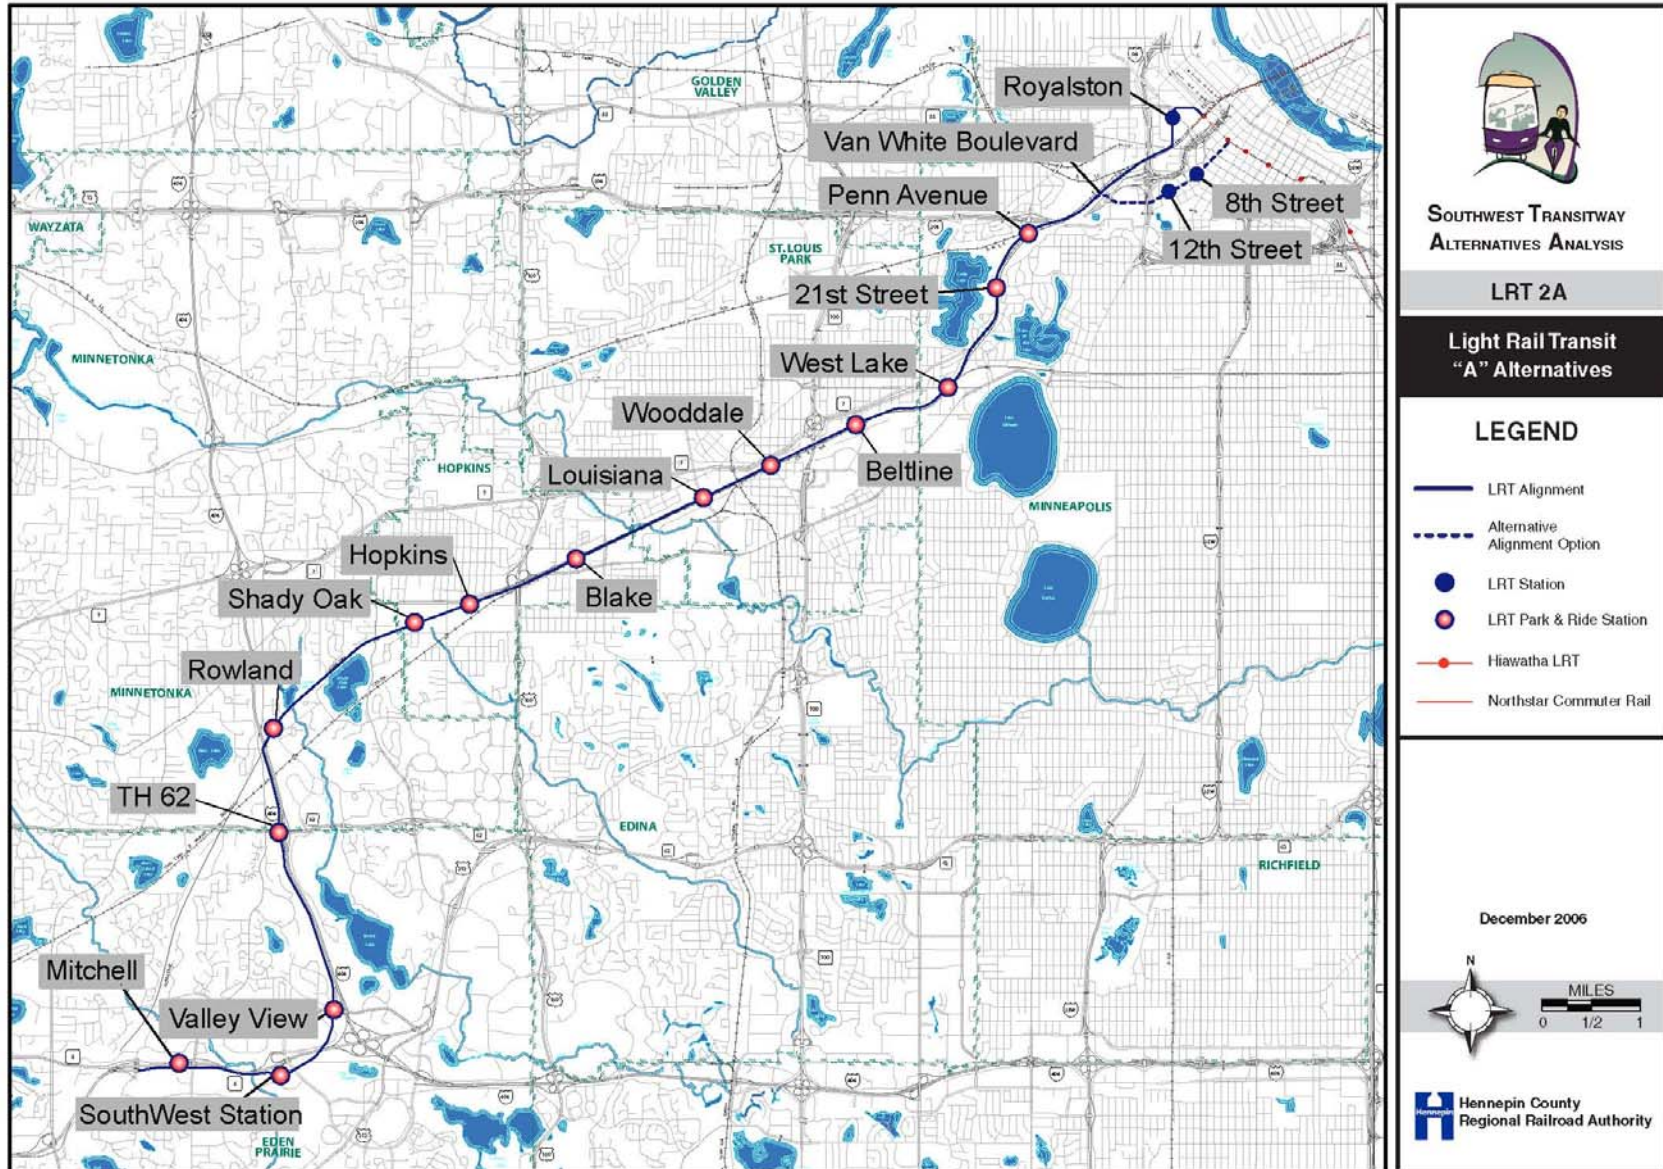 GOLDEN
VALLEY
Royalston
Van White Boulevard
Penn Avenue
8th Street
WAYZATA
ST. LOUIS
PARK
12th Street
21st Street
MINNETONKA
West Lake
Wooddale
HOPKINS
Louisiana
Beltline
MINNEAPOLIS
Hopkins
Shady Oak
Blake
Rowland
MINNETONKA
TH 62
EDINA
RICHFIELD
Mitchell
Valley View
SouthWest Station
EDEN
PRAIRIE
SOUTHWEST TRANSITWAY
ALTERNATIVES ANALYSIS
LRT 2A
Light Rail Transit
“A” Alternatives
LEGEND
LRT Alignment
Alternative
Alignment Option
LRT Station
LRT Park & Ride Station
Hiawatha LRT
Northstar Commuter Rail
December 2006
N
MILES
0 1/2 1
Hennepin
Hennepin County
Regional Railroad Authority